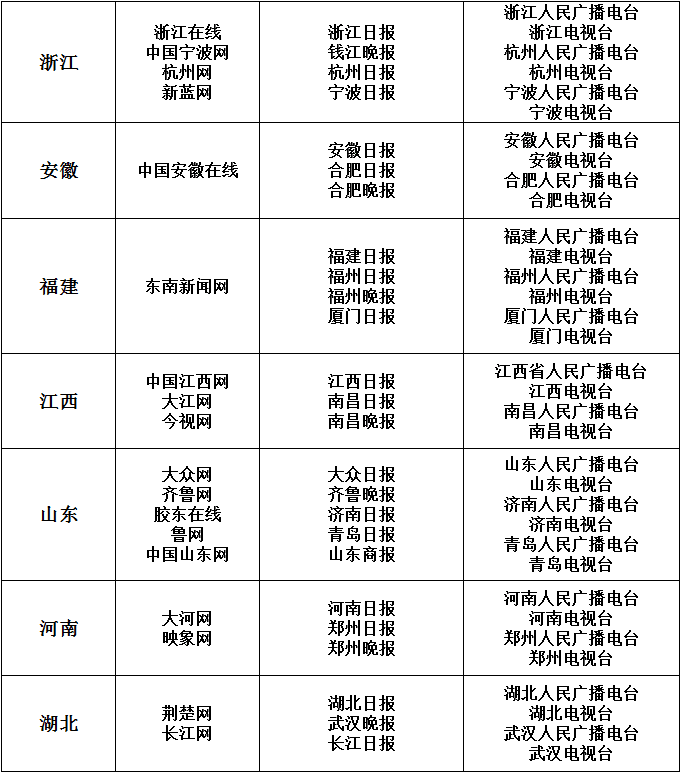 浙江
浙江在线
中国宁波网
杭州网
新蓝网
浙江日报
钱江晚报
杭州日报
宁波日报
浙江人民广播电台
浙江电视台
杭州人民广播电台
杭州电视台
宁波人民广播电台
宁波电视台
安徽
中国安徽在线
安徽日报
合肥日报
合肥晚报
安徽人民广播电台
安徽电视台
合肥人民广播电台
合肥电视台
福建
东南新闻网
福建日报
福州日报
福州晚报
厦门日报
福建人民广播电台
福建电视台
福州人民广播电台
福州电视台
厦门人民广播电台
厦门电视台
江西
中国江西网
大江网
今视网
江西日报
南昌日报
南昌晚报
江西省人民广播电台
江西电视台
南昌人民广播电台
南昌电视台
山东
大众网
齐鲁网
胶东在线
鲁网
中国山东网
大众日报
齐鲁晚报
济南日报
青岛日报
山东商报
山东人民广播电台
山东电视台
济南人民广播电台
济南电视台
青岛人民广播电台
青岛电视台
河南
大河网
映象网
河南日报
郑州日报
郑州晚报
河南人民广播电台
河南电视台
郑州人民广播电台
郑州电视台
湖北
荆楚网
长江网
湖北日报
武汉晚报
长江日报
湖北人民广播电台
湖北电视台
武汉人民广播电台
武汉电视台